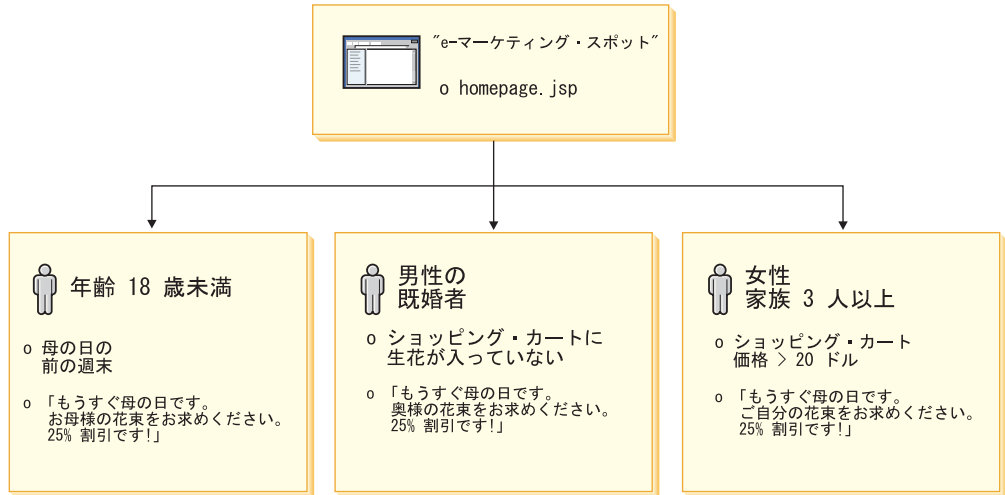 "e-マーケティング・スポット"
o homepage.jsp
年齢 18 歳未満
o 母の日の
前の週末
o 「もうすぐ母の日です。
お母様の花束をお求めください。
25% 割引です!」
男性の
既婚者
o ショッピング・カートに
生花が入っていない
o 「もうすぐ母の日です。
奥様の花束をお求めください。
25% 割引です!」
女性
家族 3 人以上
o ショッピング・カート
価格 > 20 ドル
o 「もうすぐ母の日です。
ご自分の花束をお求めください。
25% 割引です!」